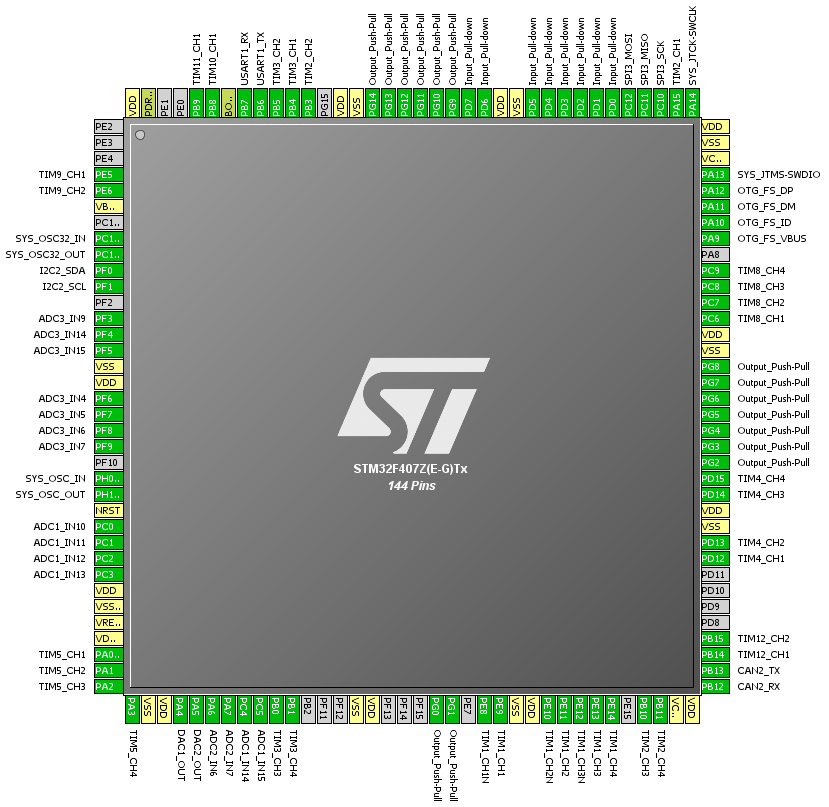 TIM11_CH1
TIM10_CH1
USART1_RX
USART1_TX
TIM3_CH2
TIM3_CH1
TIM2_CH2
Output_Push-Pull
Output_Push-Pull
Output_Push-Pull
Output_Push-Pull
Output_Push-Pull
Output_Push-Pull
Input_Pull-down
Input_Pull-down
Input_Pull-down
Input_Pull-down
Input_Pull-down
Input_Pull-down
Input_Pull-down
Input_Pull-down
SPI3_MOSI
SPI3_MISO
SPI3_SCK
TIM2_CH1
SYS_JTCK-SWCLK
VDD
PDR..
PE1
PE0
PB9
PB8
BO..
PB7
PB6
PB5
PB4
PB3
PG15
VDD
VSS
PG14
PG13
PG12
PG11
PG10
PG9
PD7
PD6
VDD
VSS
PD5
PD4
PD3
PD2
PD1
PD0
PC12
PC11
PC10
PA15
PA14
PE2
PE3
PE4
TIM9_CH1 PE5
TIM9_CH2 PE6
VB..
PC1..
SYS_OSC32_IN PC1..
SYS_OSC32_OUT PC1..
I2C2_SDA PF0
I2C2_SCL PF1
PF2
ADC3_IN9 PF3
ADC3_IN14 PF4
ADC3_IN15 PF5
VSS
VDD
ADC3_IN4 PF6
ADC3_IN5 PF7
ADC3_IN6 PF8
ADC3_IN7 PF9
PF10
SYS_OSC_IN PH0..
SYS_OSC_OUT PH1..
NRST
ADC1_IN10 PC0
ADC1_IN11 PC1
ADC1_IN12 PC2
ADC1_IN13 PC3
VDD
VSS..
VRE..
VD..
TIM5_CH1 PA0..
TIM5_CH2 PA1
TIM5_CH3 PA2
ST
STM32F407Z(E-G)Tx
144 Pins
VDD
VSS
VC..
PA13 SYS_JTMS-SWDIO
PA12 OTG_FS_DP
PA11 OTG_FS_DM
PA10 OTG_FS_ID
PA9 OTG_FS_VBUS
PA8
PC9 TIM8_CH4
PC8 TIM8_CH3
PC7 TIM8_CH2
PC6 TIM8_CH1
VDD
VSS
PG8 Output_Push-Pull
PG7 Output_Push-Pull
PG6 Output_Push-Pull
PG5 Output_Push-Pull
PG4 Output_Push-Pull
PG3 Output_Push-Pull
PG2 Output_Push-Pull
PD15 TIM4_CH4
PD14 TIM4_CH3
VDD
VSS
PD13 TIM4_CH2
PD12 TIM4_CH1
PD11
PD10
PD9
PD8
PB15 TIM12_CH2
PB14 TIM12_CH1
PB13 CAN2_TX
PB12 CAN2_RX
PA3
VSS
VDD
PA4
PA5
PA6
PA7
PC4
PC5
PB0
PB1
PB2
PF11
PF12
VSS
VDD
PF13
PF14
PF15
PG0
PG1
PE7
PE8
PE9
VSS
VDD
PE10
PE11
PE12
PE13
PE14
PE15
PB10
PB11
VC..
VDD
TIM5_CH4
DAC1_OUT
DAC2_OUT
ADC2_IN6
ADC2_IN7
ADC1_IN14
ADC1_IN15
TIM3_CH3
TIM3_CH4
Output_Push-Pull
Output_Push-Pull
TIM1_CH1N
TIM1_CH1
TIM1_CH2N
TIM1_CH2
TIM1_CH3N
TIM1_CH3
TIM1_CH4
TIM2_CH3
TIM2_CH4